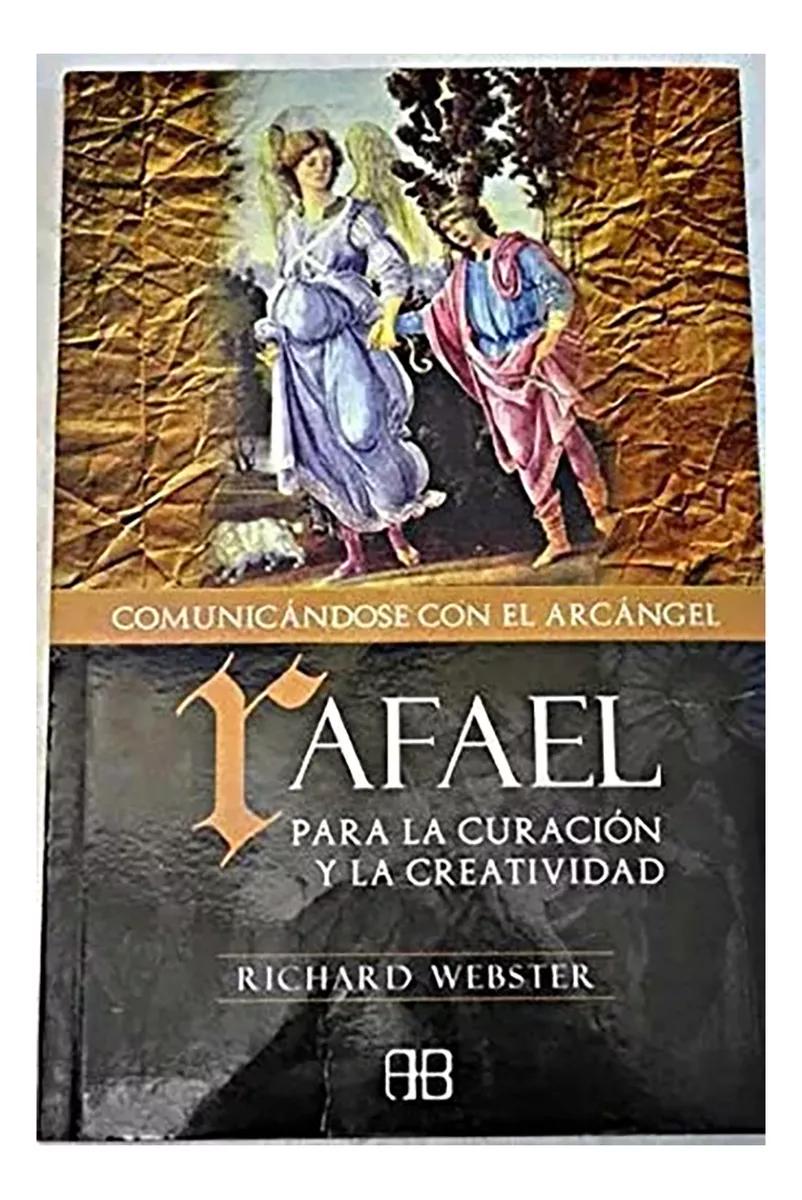 COMUNICÁNDOSE CON EL ARCÁNGEL
rAFAEL
PARA LA CURACIÓN
Y LA CREATIVIDAD
RICHARD WEBSTER
AB